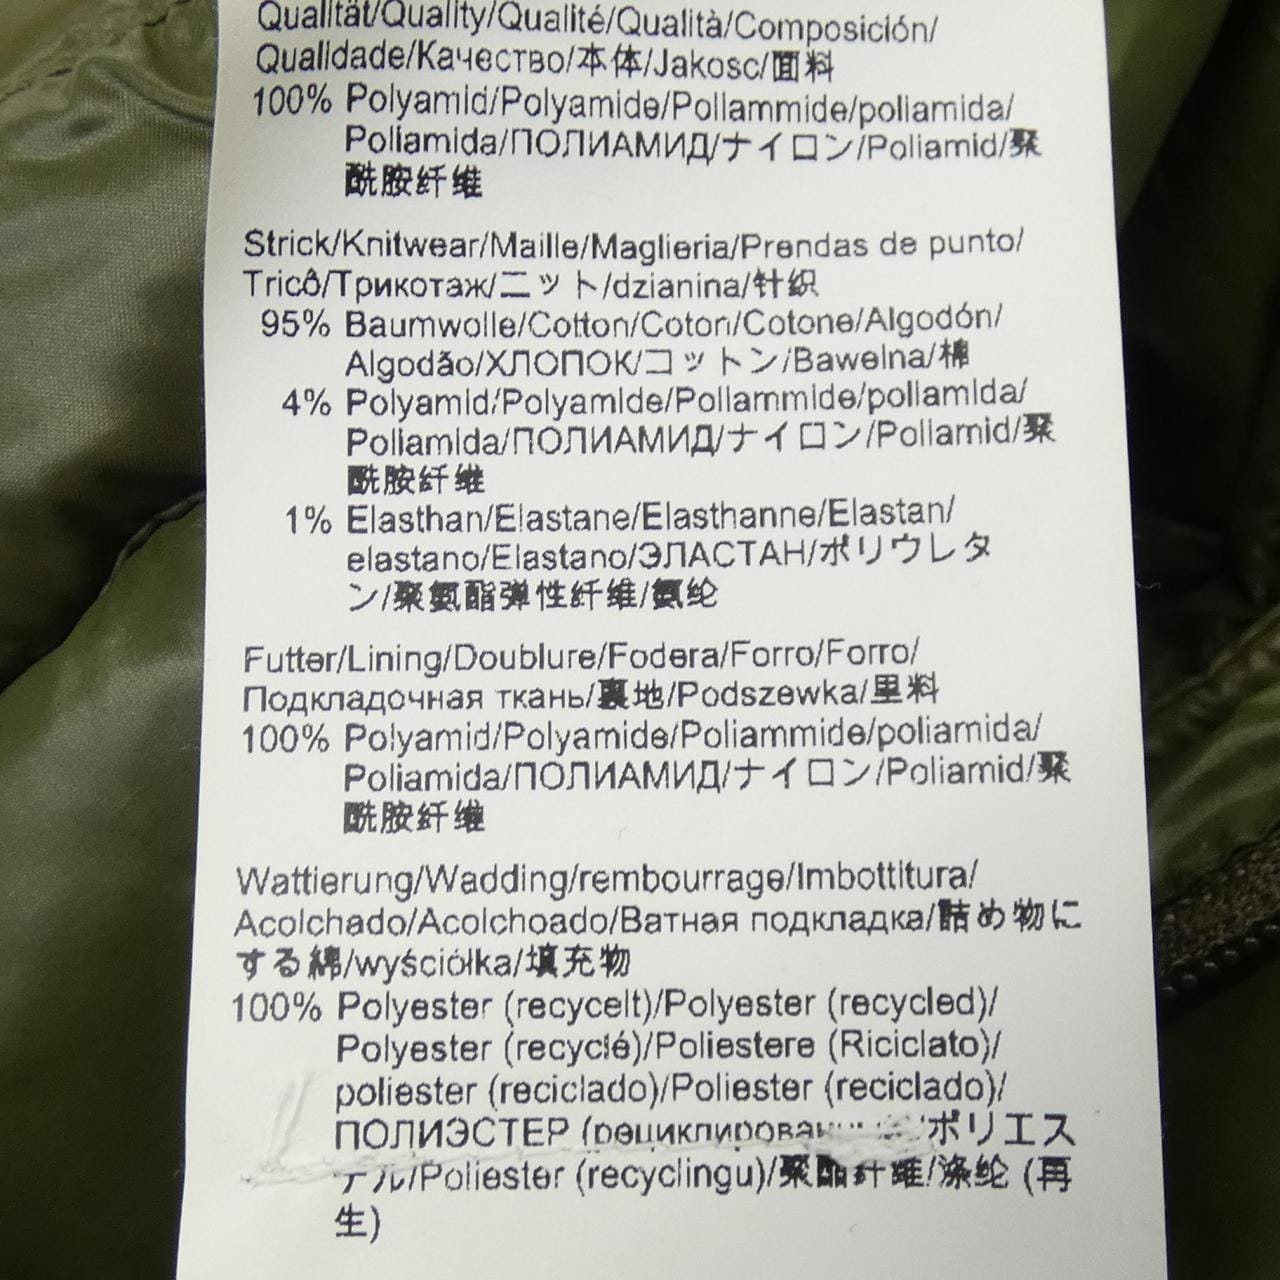 Qualität/Quality/Qualité/Qualità/Composición/
Qualidade/Качество/本体/Jakosc/面料
100% Polyamid/Polyamide/Poliammide/poliamida/
Poliamida/ПОЛИАМИД/ナイロン/Poliamid/聚
酰胺纤维
Strick/Knitwear/Maille/Maglieria/Prendas de punto/
Tricô/Трикотаж/ニット/dzianina/针织
95% Baumwolle/Cotton/Coton/Cotone/Algodón/
Algodão/ХЛОПОК/コットン/Bawelna/棉
4% Polyamid/Polyamide/Poliammide/poliamida/
Poliamida/ПОЛИАМИД/ナイロン/Poliamid/聚
酰胺纤维
1% Elasthan/Elastane/Elasthanne/Elastan/
elastano/Elastano/ЭЛАСТАН/ポリウレタ
ン/聚氨酯弹性纤维/氨纶
Futter/Lining/Doublure/Fodera/Forro/Forro/
Подкладочная ткань/裏地/Podszewka/里料
100% Polyamid/Polyamide/Poliammide/poliamida/
Poliamida/ПОЛИАМИД/ナイロン/Poliamid/聚
酰胺纤维
Wattierung/Wadding/rembourrage/Imbottitura/
Acolchado/Acolchoado/Ватная подкладка/詰め物に
する綿/wyściółka/填充物
100% Polyester (recycelt)/Polyester (recycled)/
Polyester (recyclé)/Poliestere (Riciclato)/
poliester (reciclado)/Poliester (reciclado)/
ПОЛИЭСТЕР /ポリエス
テル/Poliester (recyclingu)/聚酯纤维/涤纶 (再
生)